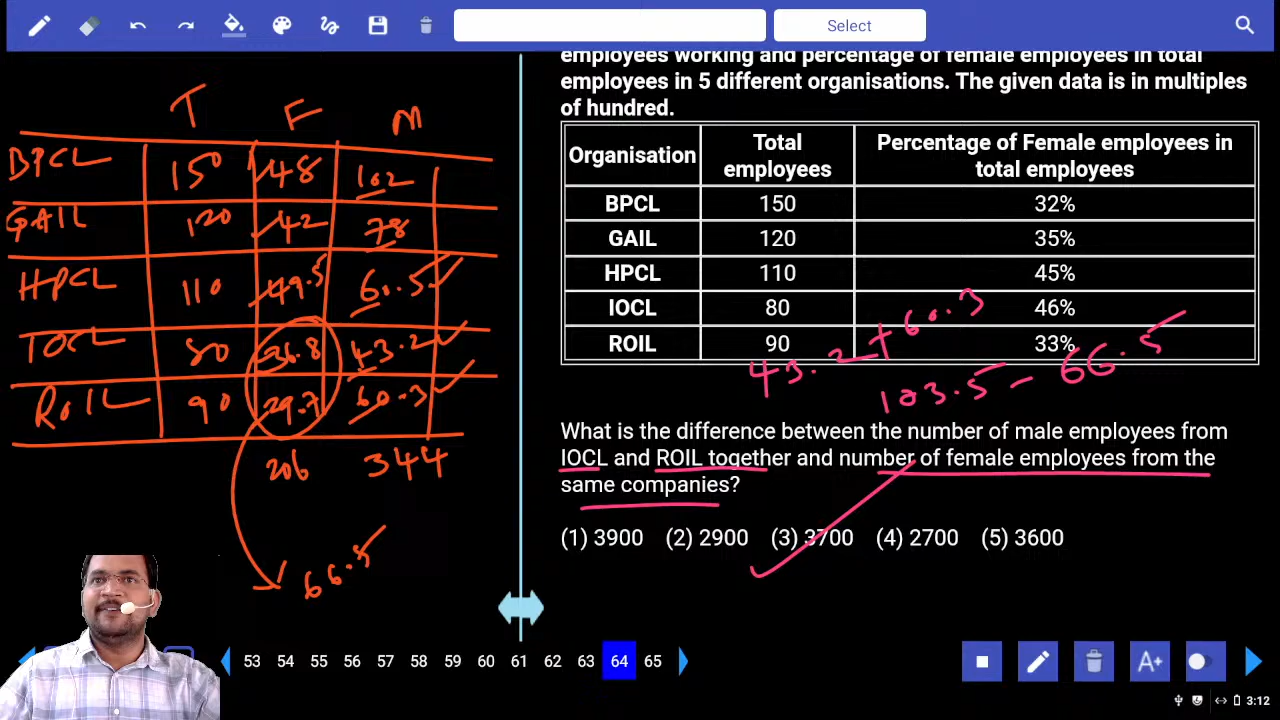 Select
employees working and percentage of female employees in total
employees in 5 different organisations. The given data is in multiples
of hundred.
Organisation Total employees Percentage of Female employees in total employees
BPCL 150 32%
GAIL 120 35%
HPCL 110 45%
IOCL 80 46%
ROIL 90 33%
43.2+60.3
103.5 - 66.5
What is the difference between the number of male employees from
IOCL and ROIL together and number of female employees from the
same companies?
(1) 3900 (2) 2900 (3) 3700 (4) 2700 (5) 3600
T F M
BPCL 150 48 102
GAIL 120 42 78
HPCL 110 49.5 60.5
IOCL 80 36.8 43.2
ROIL 90 29.7 60.3
206 344
66.5
53 54 55 56 57 58 59 60 61 62 63 64 65
A+
3:12